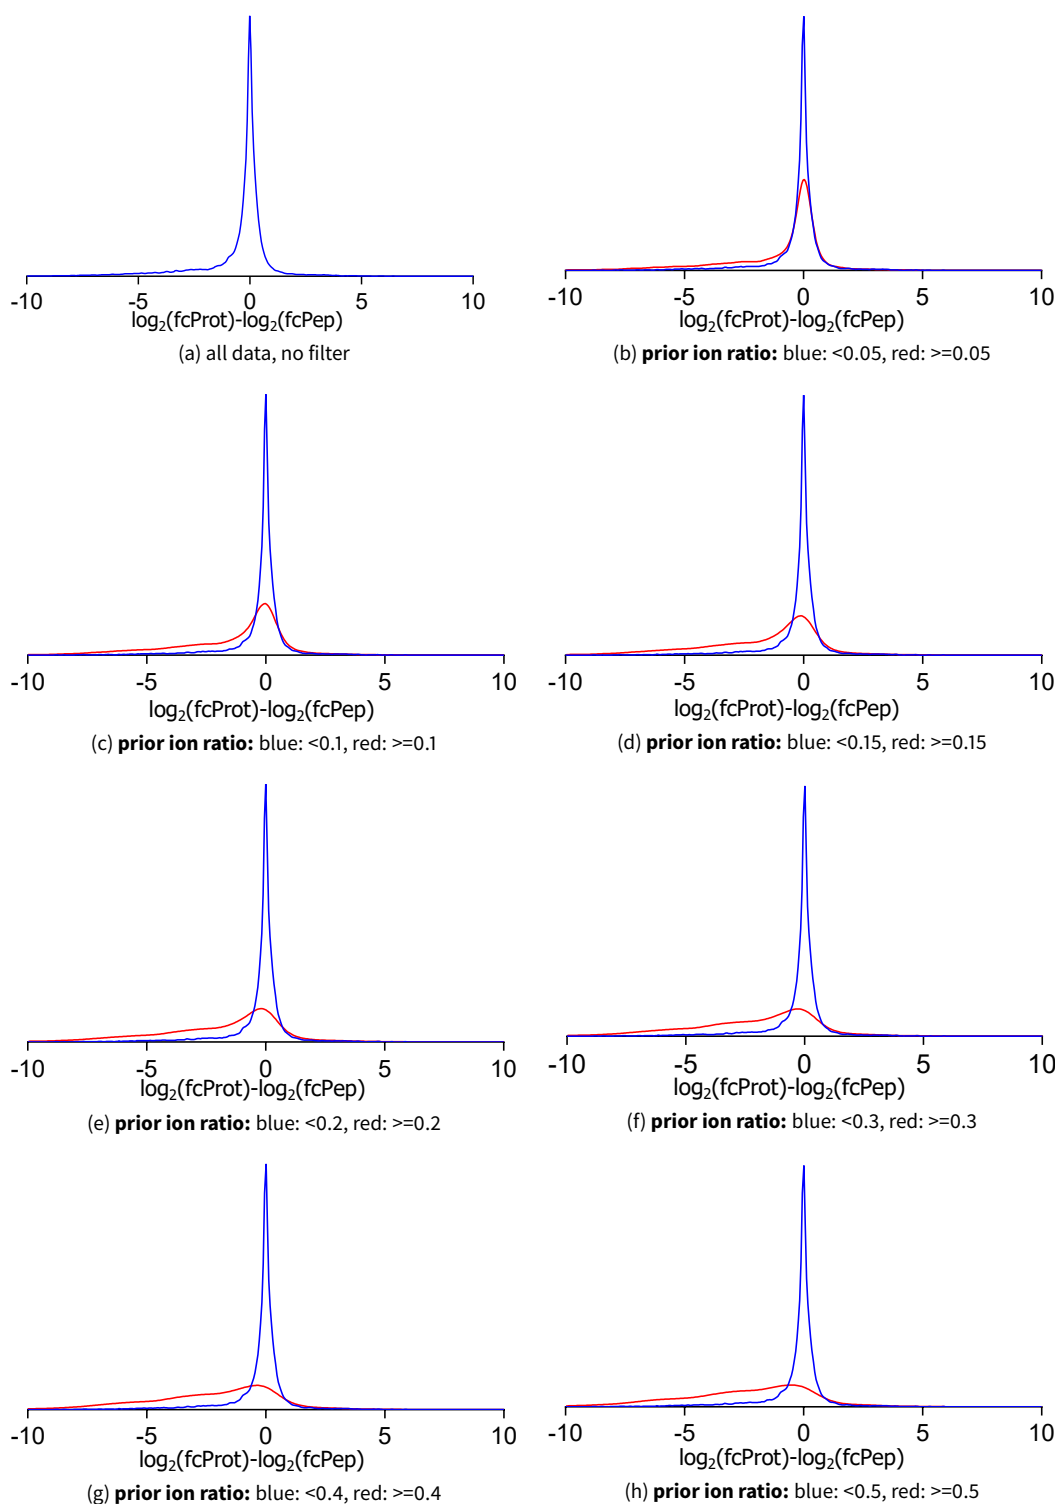 -10 -5 0 5 10
log₂(fcProt)-log₂(fcPep)
(a) all data, no filter
-10 -5 0 5 10
log₂(fcProt)-log₂(fcPep)
(b) prior ion ratio: blue: <0.05, red: >=0.05
-10 -5 0 5 10
log₂(fcProt)-log₂(fcPep)
(c) prior ion ratio: blue: <0.1, red: >=0.1
-10 -5 0 5 10
log₂(fcProt)-log₂(fcPep)
(d) prior ion ratio: blue: <0.15, red: >=0.15
-10 -5 0 5 10
log₂(fcProt)-log₂(fcPep)
(e) prior ion ratio: blue: <0.2, red: >=0.2
-10 -5 0 5 10
log₂(fcProt)-log₂(fcPep)
(f) prior ion ratio: blue: <0.3, red: >=0.3
-10 -5 0 5 10
log₂(fcProt)-log₂(fcPep)
(g) prior ion ratio: blue: <0.4, red: >=0.4
-10 -5 0 5 10
log₂(fcProt)-log₂(fcPep)
(h) prior ion ratio: blue: <0.5, red: >=0.5